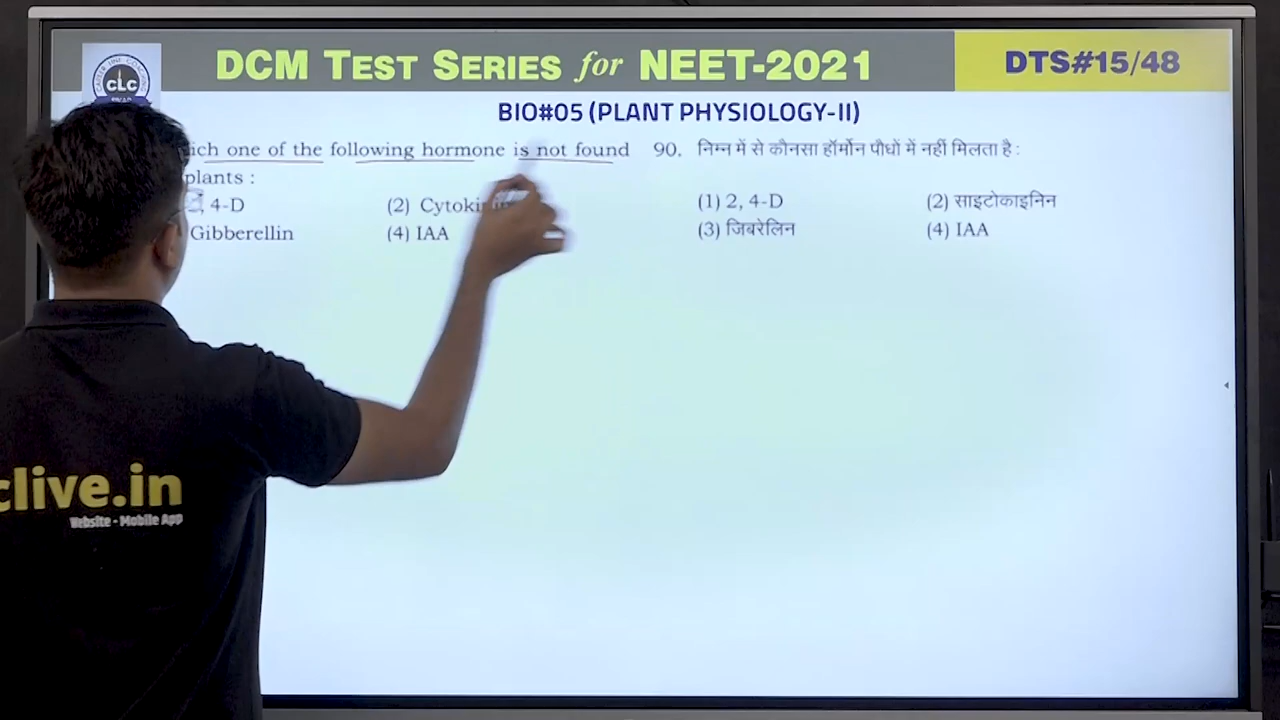 DCM TEST SERIES for NEET-2021
DTS#15/48
CLC
BIO#05 (PLANT PHYSIOLOGY-II)
one of the following hormone is not found
plants :
4-D
(2)
Gibberellin
(4) IAA
90. निम्न में से कौनसा हॉर्मोन पौधों में नहीं मिलता है :
(1) 2, 4-D
(2) साइटोकाइनिन
(3) जिबरेलिन
(4) IAA
clive.in
Website - Mobile App